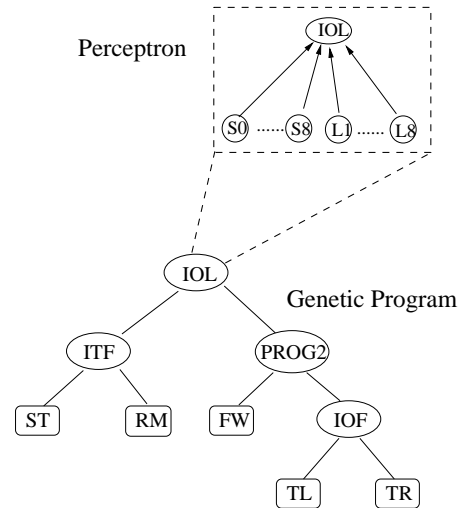 IOL
Perceptron
S0 ...... S8 L1 ...... L8
IOL
Genetic Program
ITF PROG2
ST RM FW IOF
TL TR